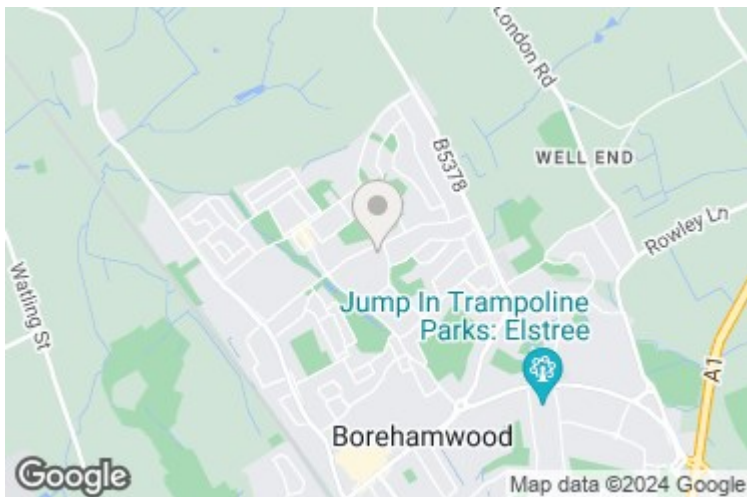 London Rd
B5378
WELL END
Rowley Ln
Watling St
Jump In Trampoline
Parks: Elstree
A1
Borehamwood
Google
Map data ©2024 Google